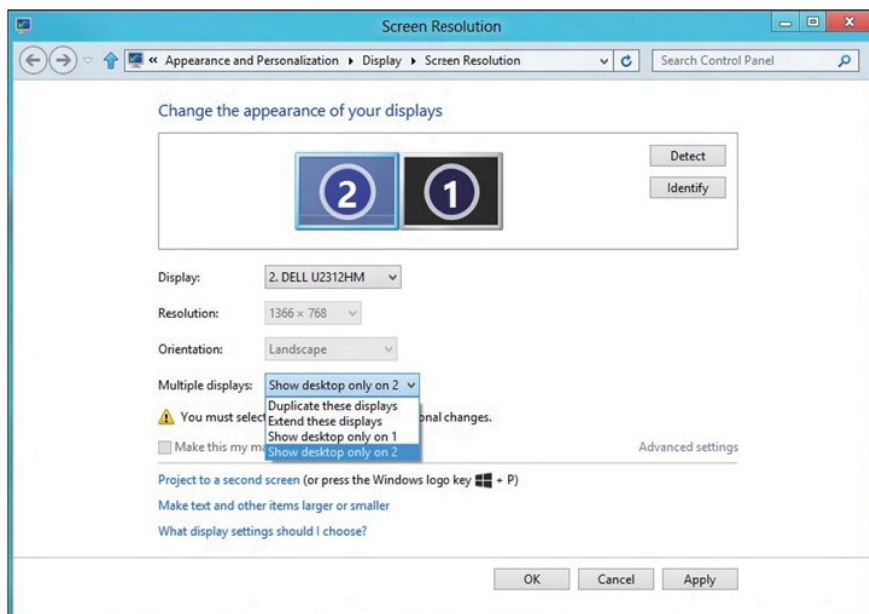 Screen Resolution
« Appearance and Personalization Display Screen Resolution Search Control Panel
Change the appearance of your displays
2 1
Detect
Identify
Display: 2. DELL U2312HM
Resolution: 1366 × 768
Orientation: Landscape
Multiple displays: Show desktop only on 2
Duplicate these displays
You must selec onal changes.
Extend these displays
Show desktop only on 1
Make this my ma Advanced settings
Show desktop only on 2
Project to a second screen (or press the Windows logo key + P)
Make text and other items larger or smaller
What display settings should I choose?
OK Cancel Apply